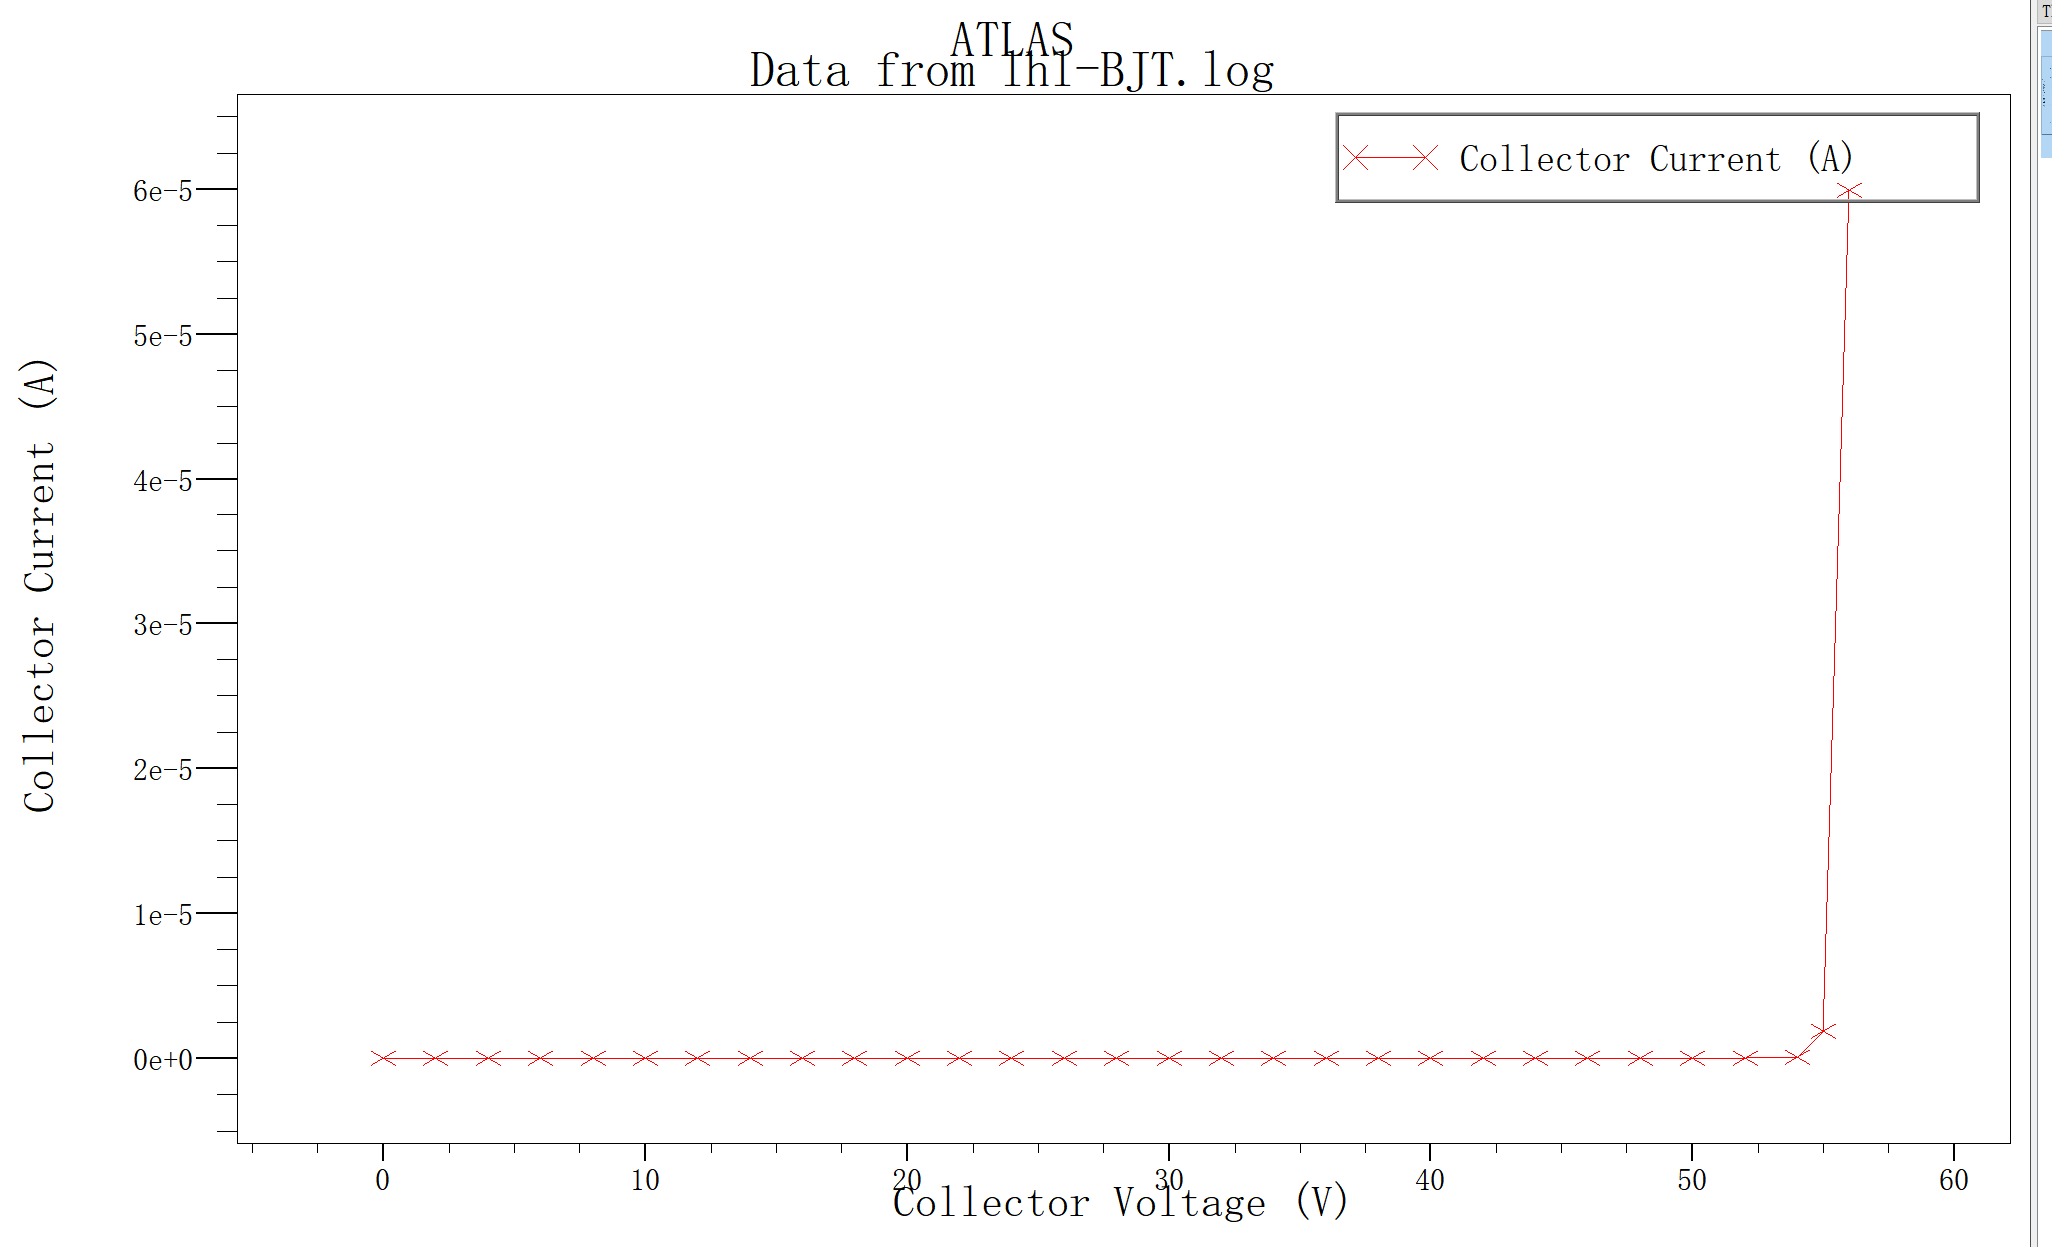 ATLAS
Data from lhl-BJT.log
Collector Current (A)
6e-5
5e-5
4e-5
3e-5
2e-5
1e-5
0e+0
Collector Current (A)
0 10 20 30 40 50 60
Collector Voltage (V)